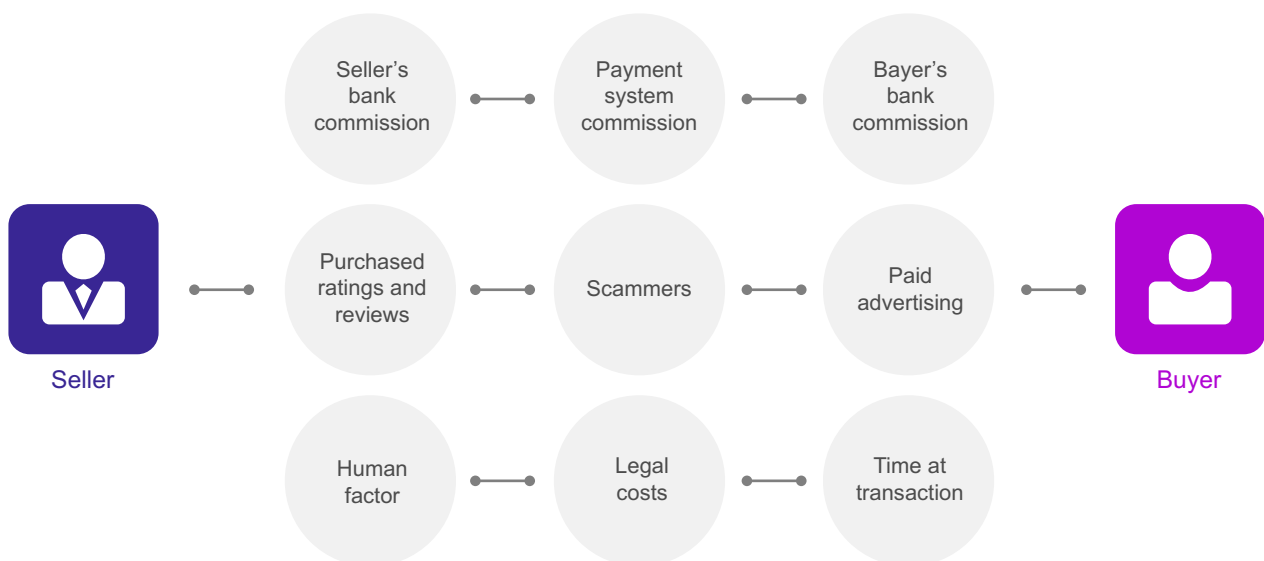 Seller's
bank
commission
Payment
system
commission
Bayer's
bank
commission
Seller
Purchased
ratings and
reviews
Scammers
Paid
advertising
Buyer
Human
factor
Legal
costs
Time at
transaction